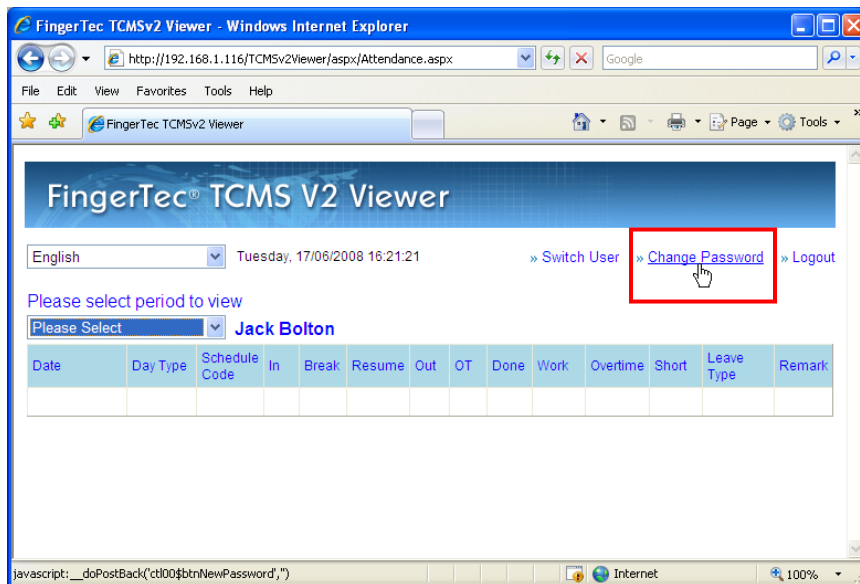 FingerTec TCMSv2 Viewer - Windows Internet Explorer
http://192.168.1.116/TCMSv2Viewer/aspx/Attendance.aspx Google
File Edit View Favorites Tools Help
FingerTec TCMSv2 Viewer Page Tools »
FingerTec® TCMS V2 Viewer
English Tuesday, 17/06/2008 16:21:21 » Switch User » Change Password » Logout
Please select period to view
Please Select Jack Bolton
Date Day Type Schedule Code In Break Resume Out OT Done Work Overtime Short Leave Type Remark
javascript:__doPostBack('ctl00$btnNewPassword','') Internet 100%